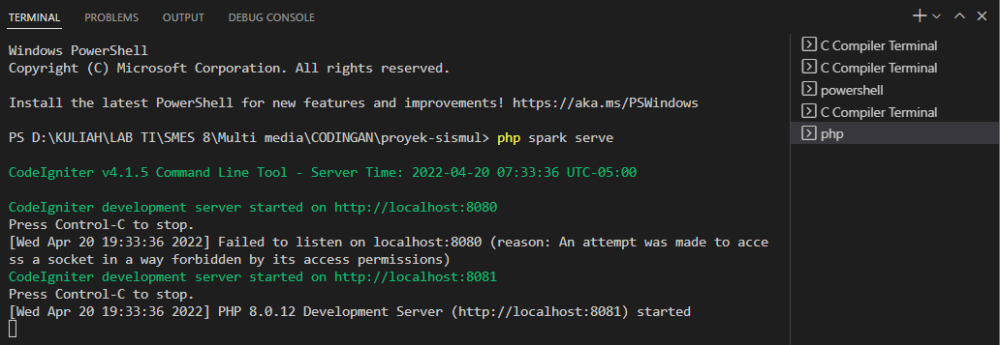 TERMINAL PROBLEMS OUTPUT DEBUG CONSOLE
Windows PowerShell
Copyright (C) Microsoft Corporation. All rights reserved.
Install the latest PowerShell for new features and improvements! https://aka.ms/PSWindows
PS D:\KULIAH\LAB TI\SMES 8\Multi media\CODINGAN\proyek-sismul> php spark serve
CodeIgniter v4.1.5 Command Line Tool - Server Time: 2022-04-20 07:33:36 UTC-05:00
CodeIgniter development server started on http://localhost:8080
Press Control-C to stop.
[Wed Apr 20 19:33:36 2022] Failed to listen on localhost:8080 (reason: An attempt was made to acce
ss a socket in a way forbidden by its access permissions)
CodeIgniter development server started on http://localhost:8081
Press Control-C to stop.
[Wed Apr 20 19:33:36 2022] PHP 8.0.12 Development Server (http://localhost:8081) started
C Compiler Terminal
C Compiler Terminal
powershell
C Compiler Terminal
php